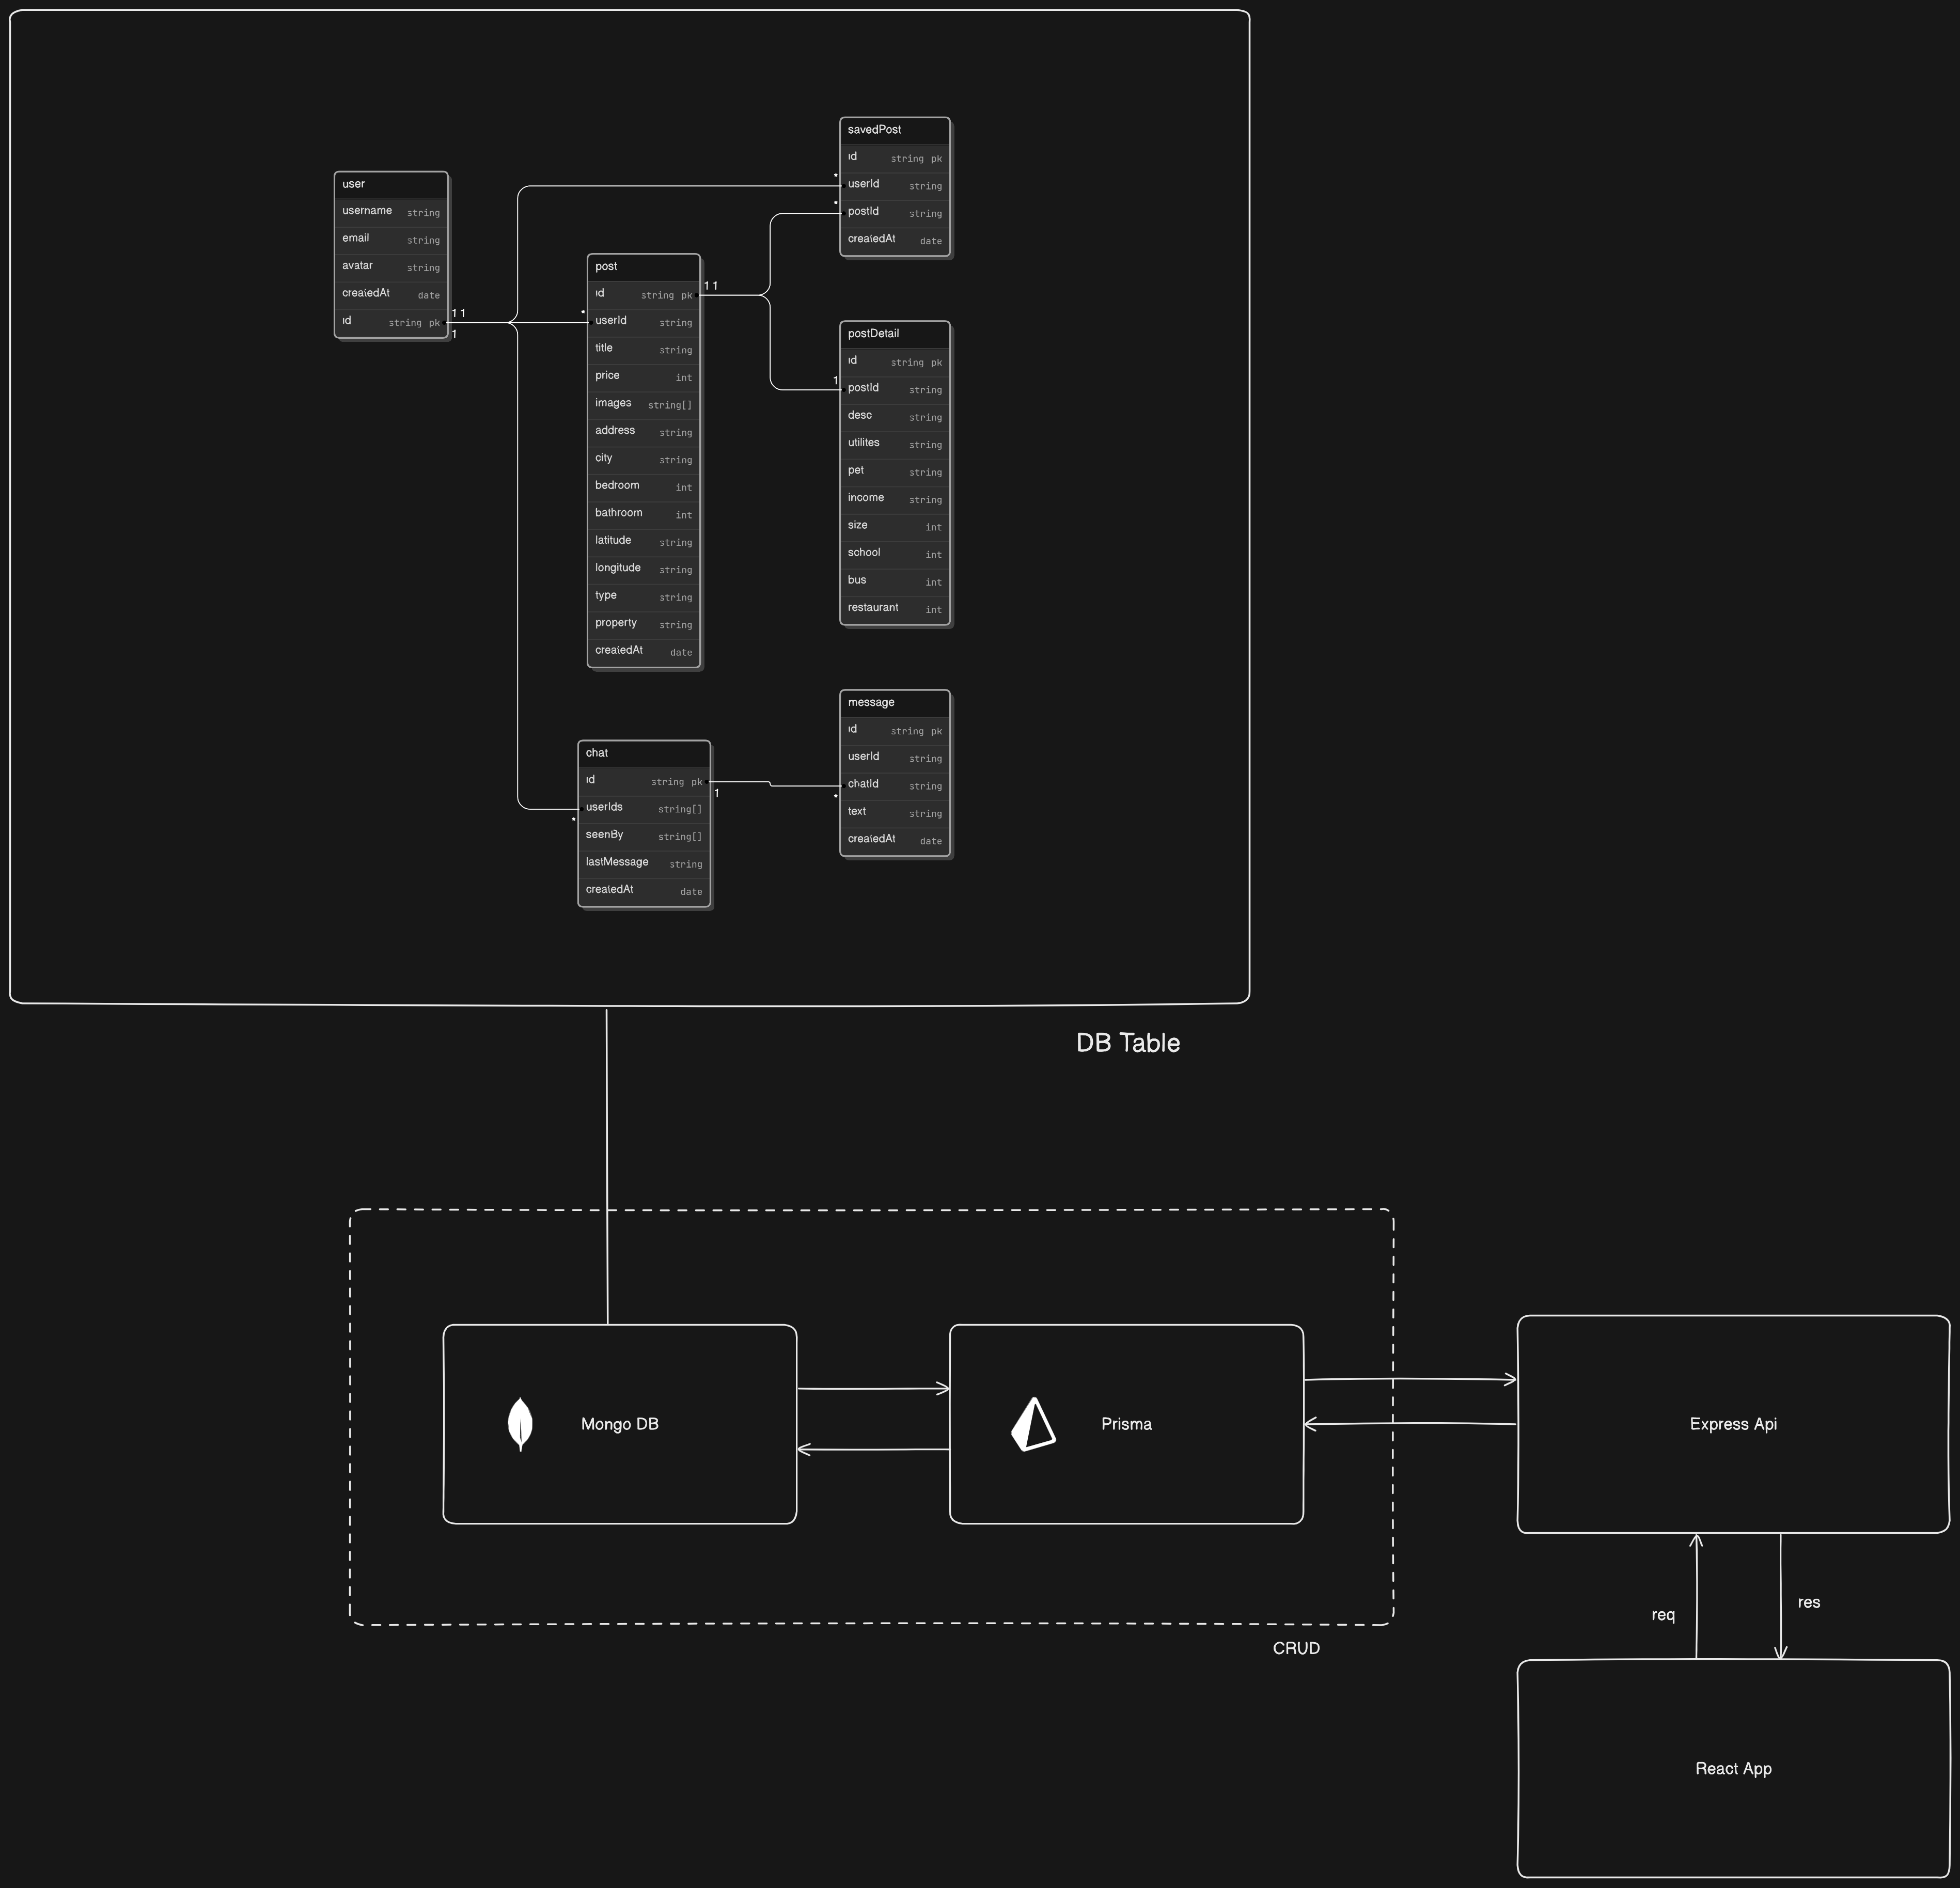 savedPost
id string pk
userId string
postId string
createdAt date
user
username string
email string
avatar string
createdAt date
id string pk
1 1
1
*
*
post
id string pk
userId string
title string
price int
images string[]
address string
city string
bedroom int
bathroom int
latitude string
longitude string
type string
property string
createdAt date
*
1 1
postDetail
id string pk
postId string
desc string
utilites string
pet string
income string
size int
school int
bus int
restaurant int
1
message
id string pk
userId string
chatId string
text string
createdAt date
*
chat
id string pk
userIds string[]
seenBy string[]
lastMessage string
createdAt date
1
*
DB Table
Mongo DB
Prisma
Express Api
req
res
CRUD
React App